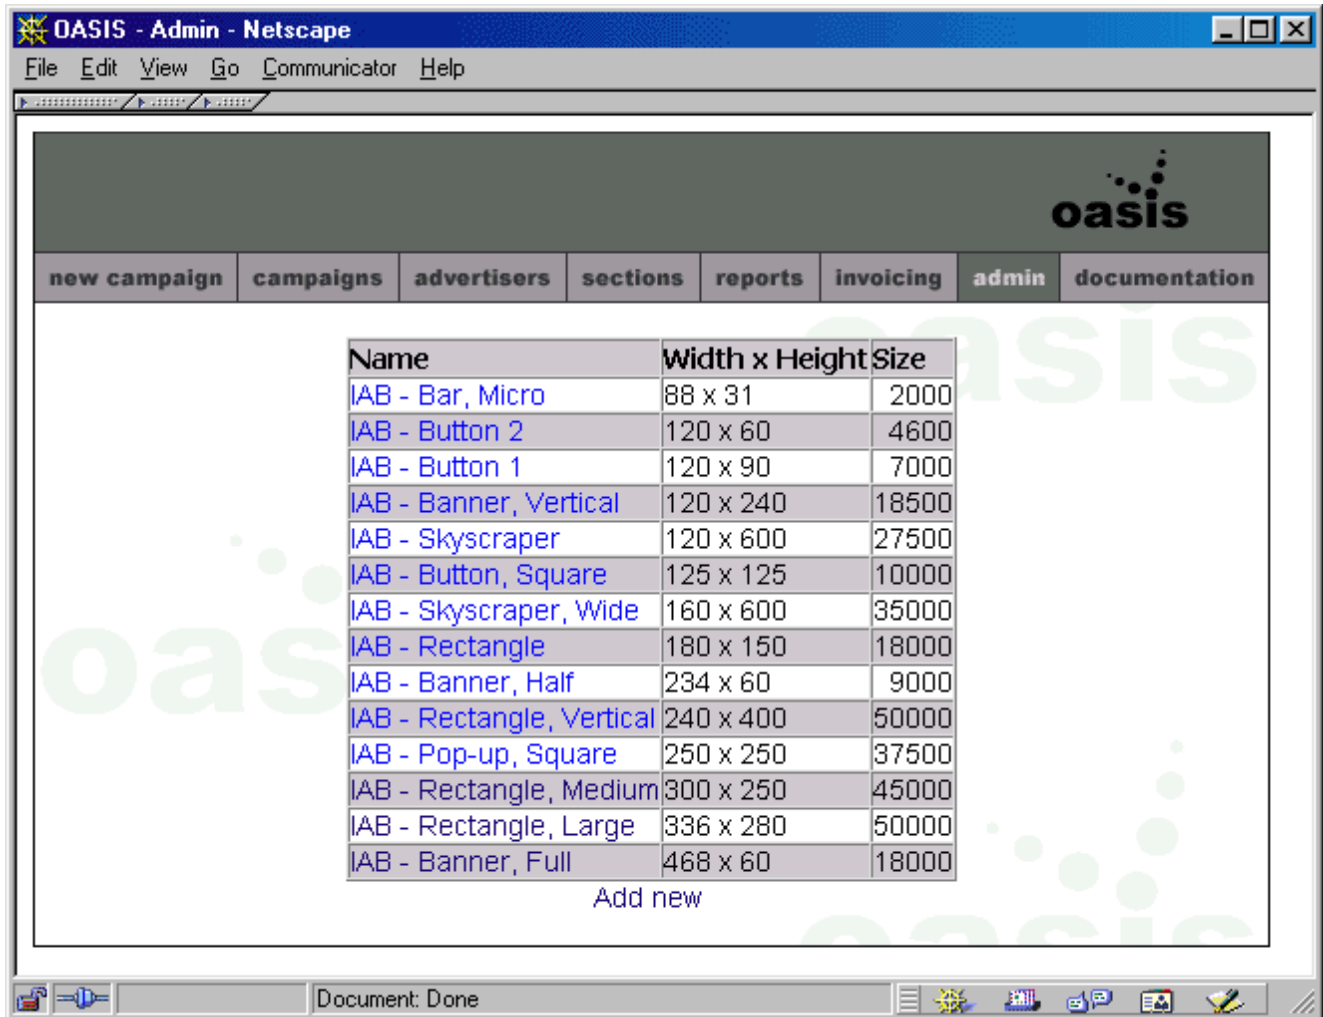 OASIS - Admin - Netscape
File Edit View Go Communicator Help
oasis
new campaign campaigns advertisers sections reports invoicing admin documentation
Name Width x Height Size
IAB - Bar, Micro 88 x 31 2000
IAB - Button 2 120 x 60 4600
IAB - Button 1 120 x 90 7000
IAB - Banner, Vertical 120 x 240 18500
IAB - Skyscraper 120 x 600 27500
IAB - Button, Square 125 x 125 10000
IAB - Skyscraper, Wide 160 x 600 35000
IAB - Rectangle 180 x 150 18000
IAB - Banner, Half 234 x 60 9000
IAB - Rectangle, Vertical 240 x 400 50000
IAB - Pop-up, Square 250 x 250 37500
IAB - Rectangle, Medium 300 x 250 45000
IAB - Rectangle, Large 336 x 280 50000
IAB - Banner, Full 468 x 60 18000
Add new
Document: Done